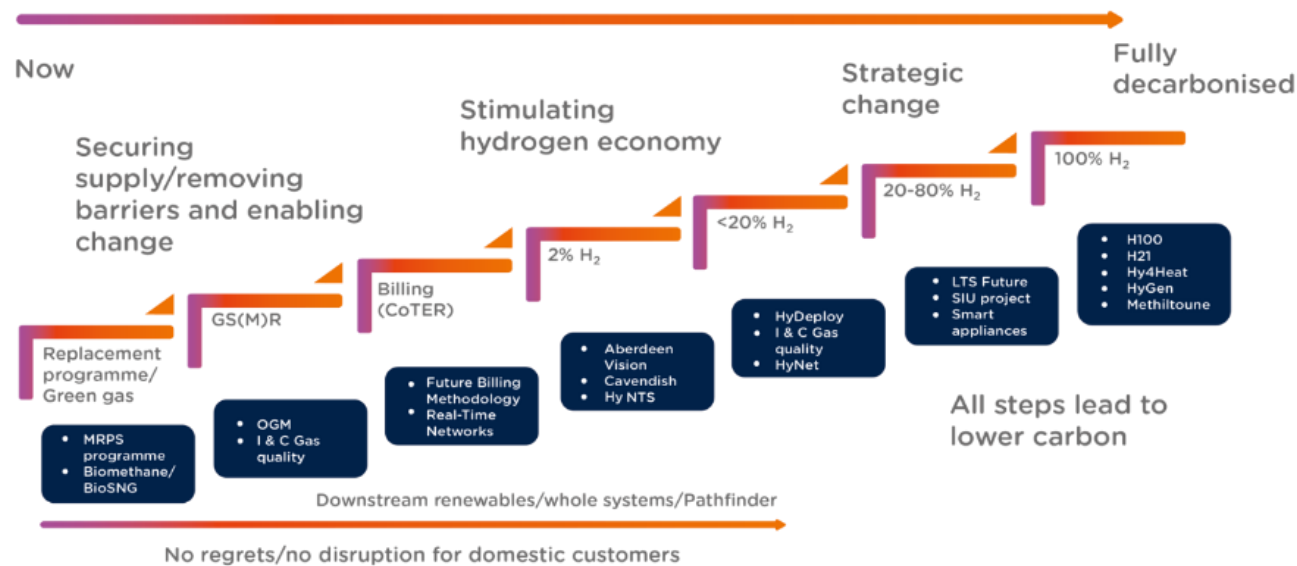 Now
Securing
supply/removing
barriers and enabling
change
Stimulating
hydrogen economy
Strategic
change
Fully
decarbonised
Replacement
programme/
Green gas
GS(M)R
Billing
(CoTER)
2% H₂
<20% H₂
20-80% H₂
100% H₂
• MRPS
programme
• Biomethane/
BioSNG
• OGM
• I & C Gas
quality
• Future Billing
Methodology
• Real-Time
Networks
• Aberdeen
Vision
• Cavendish
• Hy NTS
• HyDeploy
• I & C Gas
quality
• HyNet
• LTS Future
• SIU project
• Smart
appliances
• H100
• H21
• Hy4Heat
• HyGen
• Methiltoune
All steps lead to
lower carbon
Downstream renewables/whole systems/Pathfinder
No regrets/no disruption for domestic customers